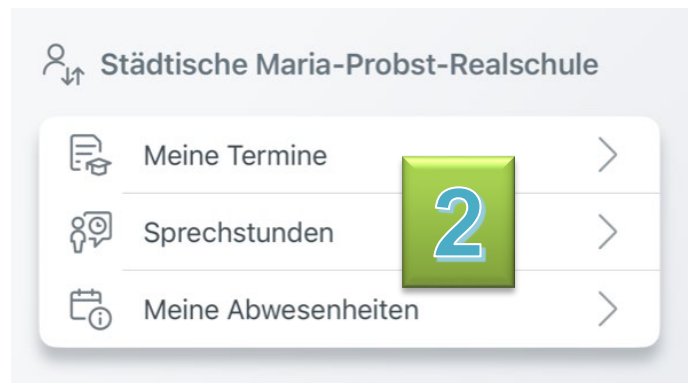 Städtische Maria-Probst-Realschule
Meine Termine
2
Sprechstunden
Meine Abwesenheiten